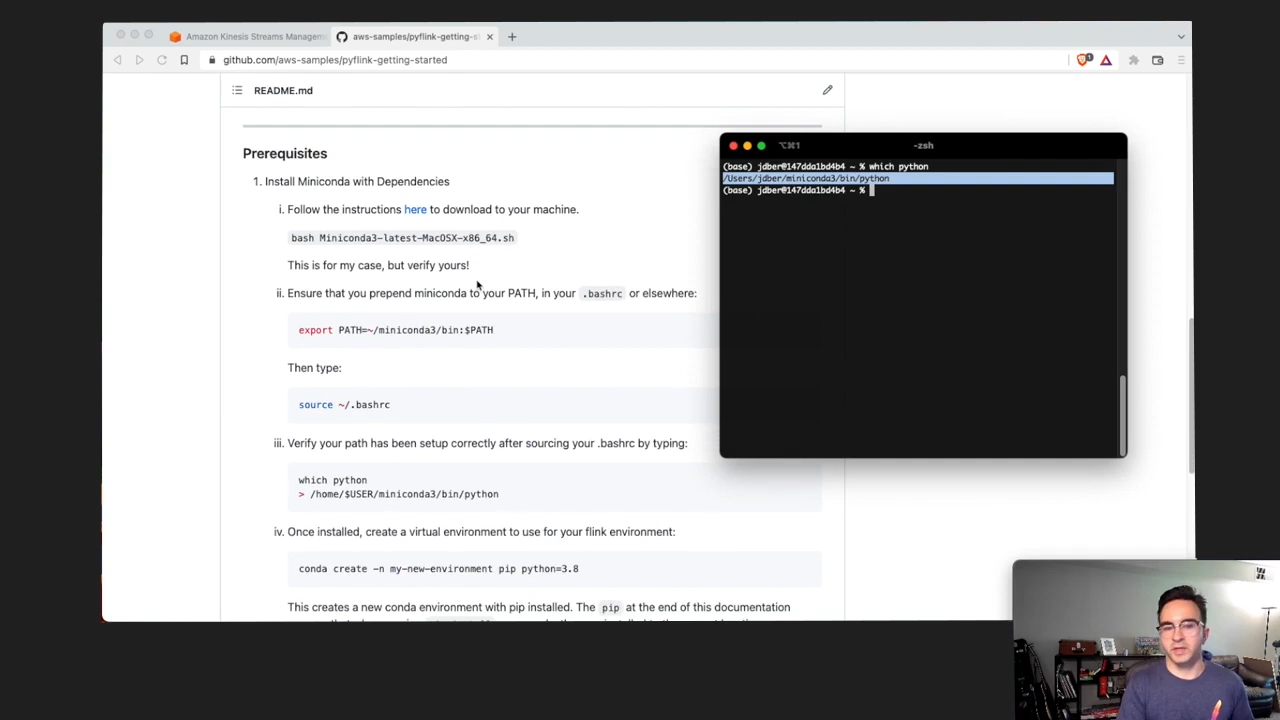 Amazon Kinesis Streams Managem
aws-samples/pyflink-getting-s
github.com/aws-samples/pyflink-getting-started
README.md
Prerequisites
1. Install Miniconda with Dependencies
i. Follow the instructions here to download to your machine.
bash Miniconda3-latest-MacOSX-x86_64.sh
This is for my case, but verify yours!
ii. Ensure that you prepend miniconda to your PATH, in your .bashrc or elsewhere:
export PATH=~/miniconda3/bin:$PATH
Then type:
source ~/.bashrc
iii. Verify your path has been setup correctly after sourcing your .bashrc by typing:
which python
> /home/$USER/miniconda3/bin/python
iv. Once installed, create a virtual environment to use for your flink environment:
conda create -n my-new-environment pip python=3.8
This creates a new conda environment with pip installed. The pip at the end of this documentation
⌥⌘1
-zsh
(base) jdber@147dda1bd4b4 ~ % which python
/Users/jdber/miniconda3/bin/python
(base) jdber@147dda1bd4b4 ~ %